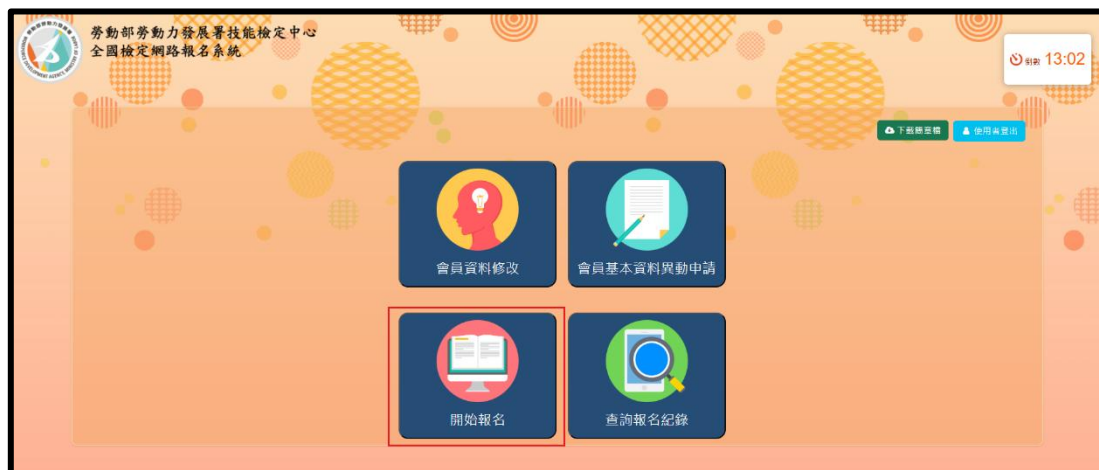 勞動部勞動力發展署技能檢定中心
全國檢定網路報名系統
倒數 13:02
下載簡章檔
使用者登出
會員資料修改
會員基本資料異動申請
開始報名
查詢報名紀錄